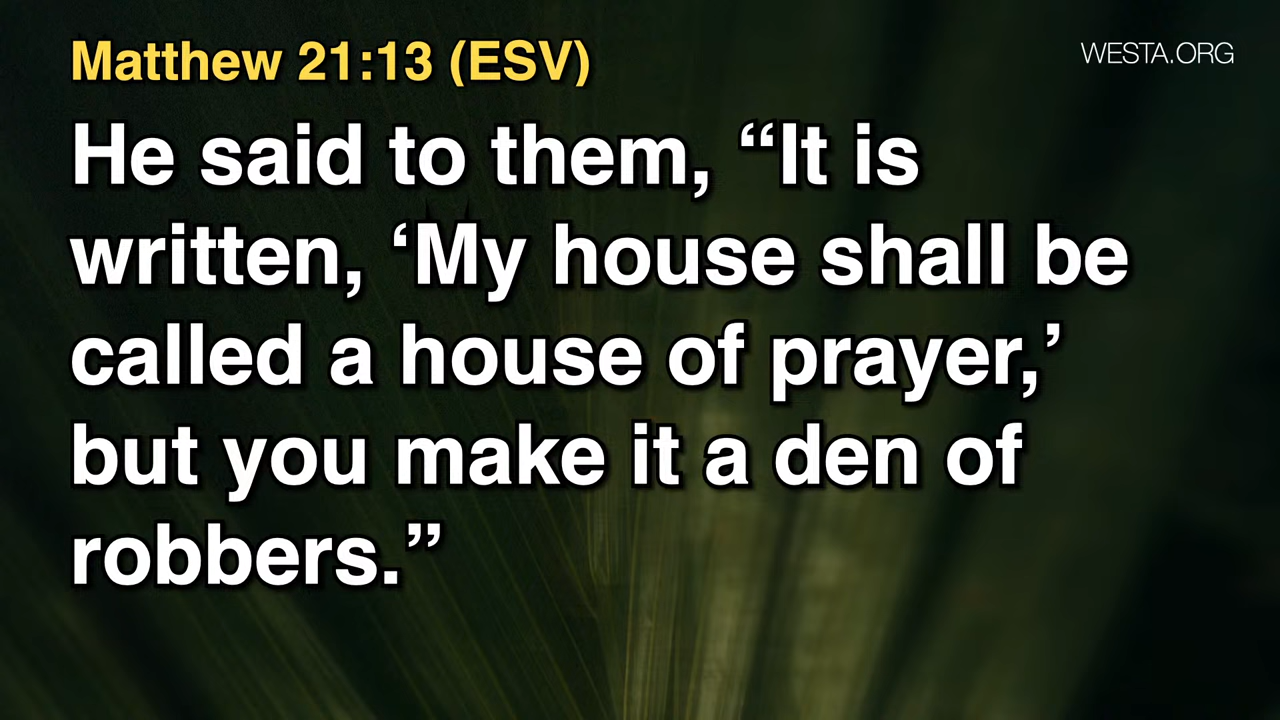 Matthew 21:13 (ESV)
WESTA.ORG
He said to them, “It is
written, ‘My house shall be
called a house of prayer,’
but you make it a den of
robbers.”